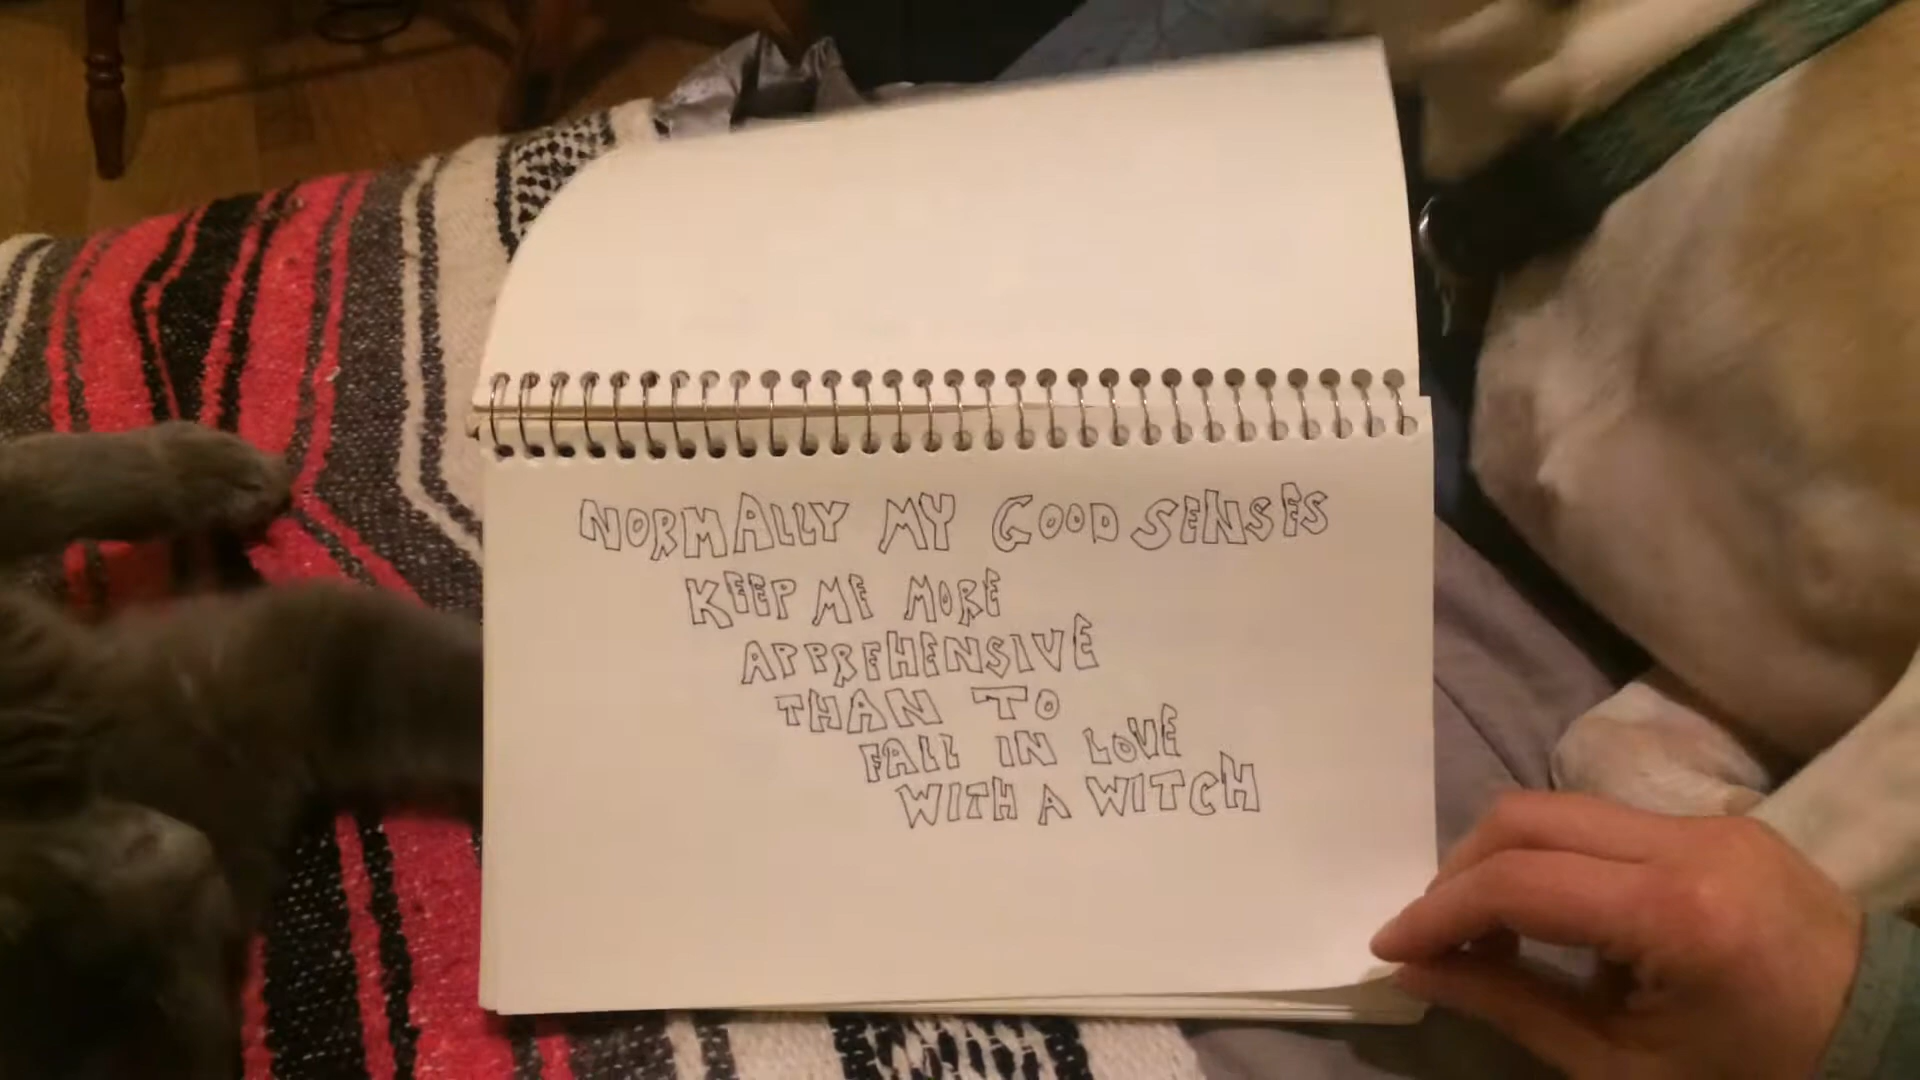 NORMALLY MY GOOD SENSES
KEEP ME MORE
APPREHENSIVE
THAN TO
FALL IN LOVE
WITH A WITCH